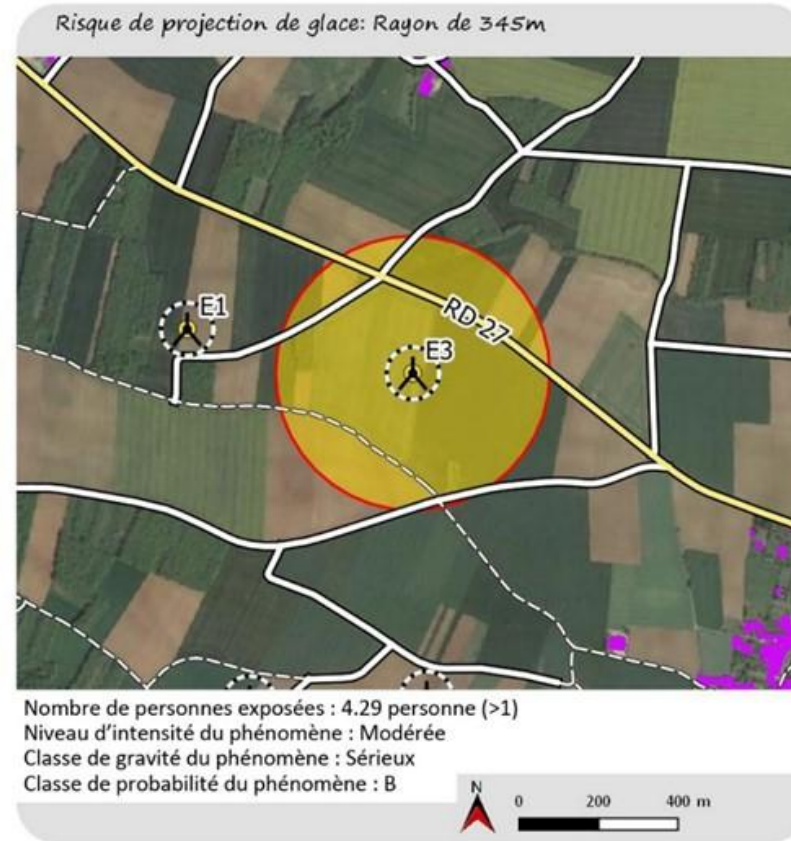 Risque de projection de glace: Rayon de 345m
E1
RD 27
E3
Nombre de personnes exposées : 4.29 personne (>1)
Niveau d'intensité du phénomène : Modérée
Classe de gravité du phénomène : Sérieux
Classe de probabilité du phénomène : B
N
0 200 400 m